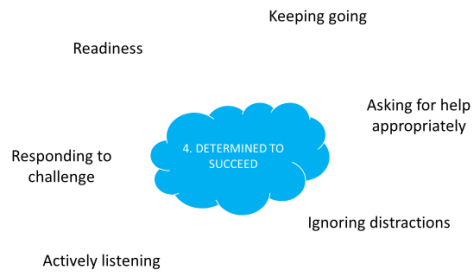 Keeping going
Readiness
Asking for help
appropriately
4. DETERMINED TO
SUCCEED
Responding to
challenge
Ignoring distractions
Actively listening